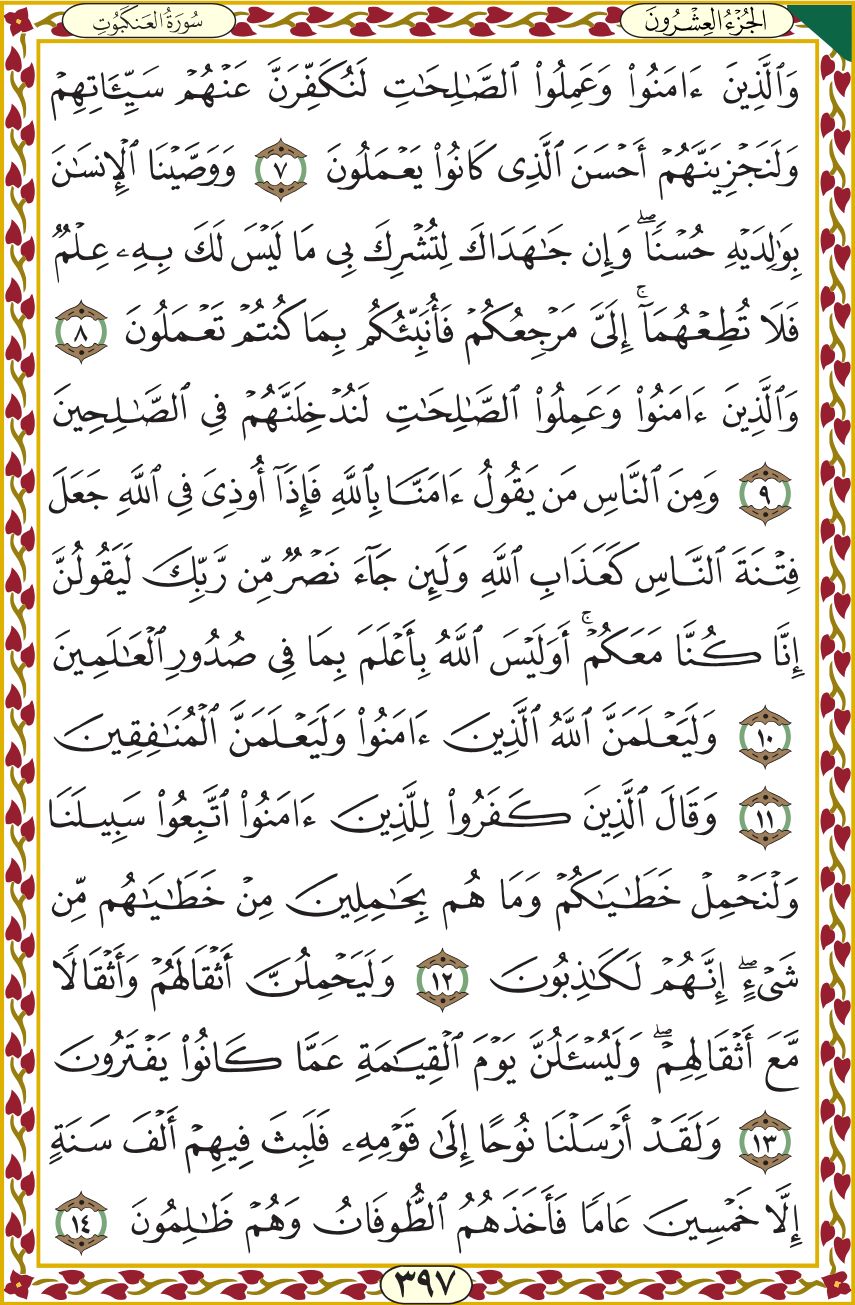 الجُزْءُ العِشْرُونَ
سُورَةُ العَنكَبُوتِ
وَٱلَّذِينَ ءَامَنُواْ وَعَمِلُواْ ٱلصَّـٰلِحَـٰتِ لَنُكَفِّرَنَّ عَنْهُمْ سَيِّـَٔاتِهِمْ
وَلَنَجْزِيَنَّهُمْ أَحْسَنَ ٱلَّذِى كَانُواْ يَعْمَلُونَ ٧ وَوَصَّيْنَا ٱلْإِنسَـٰنَ
بِوَٰلِدَيْهِ حُسْنًا ۖ وَإِن جَـٰهَدَاكَ لِتُشْرِكَ بِى مَا لَيْسَ لَكَ بِهِۦ عِلْمٌ
فَلَا تُطِعْهُمَآ ۚ إِلَىَّ مَرْجِعُكُمْ فَأُنَبِّئُكُم بِمَا كُنتُمْ تَعْمَلُونَ ٨
وَٱلَّذِينَ ءَامَنُواْ وَعَمِلُواْ ٱلصَّـٰلِحَـٰتِ لَنُدْخِلَنَّهُمْ فِى ٱلصَّـٰلِحِينَ
٩ وَمِنَ ٱلنَّاسِ مَن يَقُولُ ءَامَنَّا بِٱللَّهِ فَإِذَآ أُوذِىَ فِى ٱللَّهِ جَعَلَ
فِتْنَةَ ٱلنَّاسِ كَعَذَابِ ٱللَّهِ وَلَئِن جَآءَ نَصْرٌ مِّن رَّبِّكَ لَيَقُولُنَّ
إِنَّا كُنَّا مَعَكُمْ ۚ أَوَلَيْسَ ٱللَّهُ بِأَعْلَمَ بِمَا فِى صُدُورِ ٱلْعَـٰلَمِينَ
١٠ وَلَيَعْلَمَنَّ ٱللَّهُ ٱلَّذِينَ ءَامَنُواْ وَلَيَعْلَمَنَّ ٱلْمُنَـٰفِقِينَ
١١ وَقَالَ ٱلَّذِينَ كَفَرُواْ لِلَّذِينَ ءَامَنُواْ ٱتَّبِعُواْ سَبِيلَنَا
وَلْنَحْمِلْ خَطَـٰيَـٰكُمْ وَمَا هُم بِحَـٰمِلِينَ مِنْ خَطَـٰيَـٰهُم مِّن
شَىْءٍ ۖ إِنَّهُمْ لَكَـٰذِبُونَ ١٢ وَلَيَحْمِلُنَّ أَثْقَالَهُمْ وَأَثْقَالًا
مَّعَ أَثْقَالِهِمْ ۖ وَلَيُسْـَٔلُنَّ يَوْمَ ٱلْقِيَـٰمَةِ عَمَّا كَانُواْ يَفْتَرُونَ
١٣ وَلَقَدْ أَرْسَلْنَا نُوحًا إِلَىٰ قَوْمِهِۦ فَلَبِثَ فِيهِمْ أَلْفَ سَنَةٍ
إِلَّا خَمْسِينَ عَامًا فَأَخَذَهُمُ ٱلطُّوفَانُ وَهُمْ ظَـٰلِمُونَ ١٤
٣٩٧